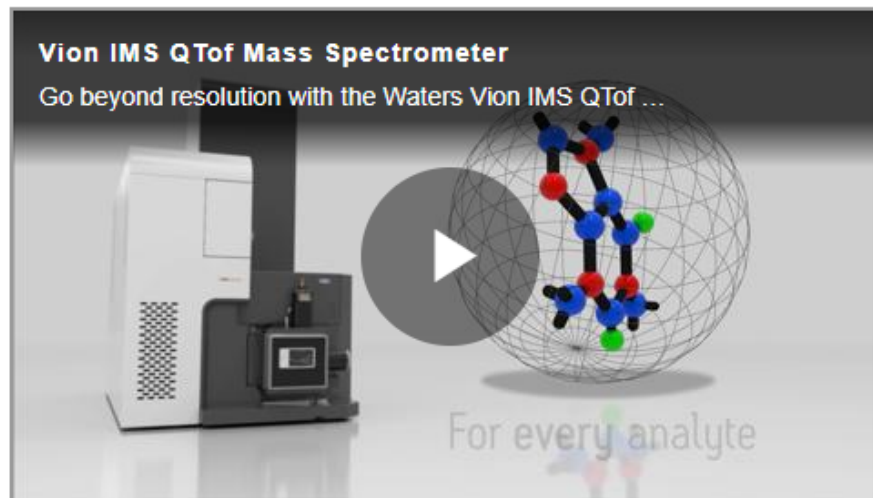 Vion IMS QTof Mass Spectrometer
Go beyond resolution with the Waters Vion IMS QTof ...
For every analyte